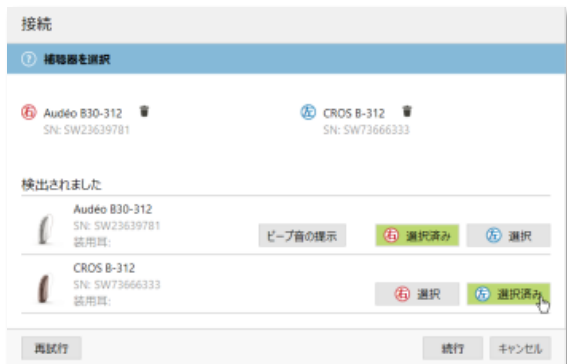 接続
? 補聴器を選択
右 Audéo B30-312
SN: SW23639781
左 CROS B-312
SN: SW73666333
検出されました
Audéo B30-312
SN: SW23639781
装用耳:
ビープ音の提示
右 選択済み
左 選択
CROS B-312
SN: SW73666333
装用耳:
右 選択
左 選択済み
再試行
続行
キャンセル